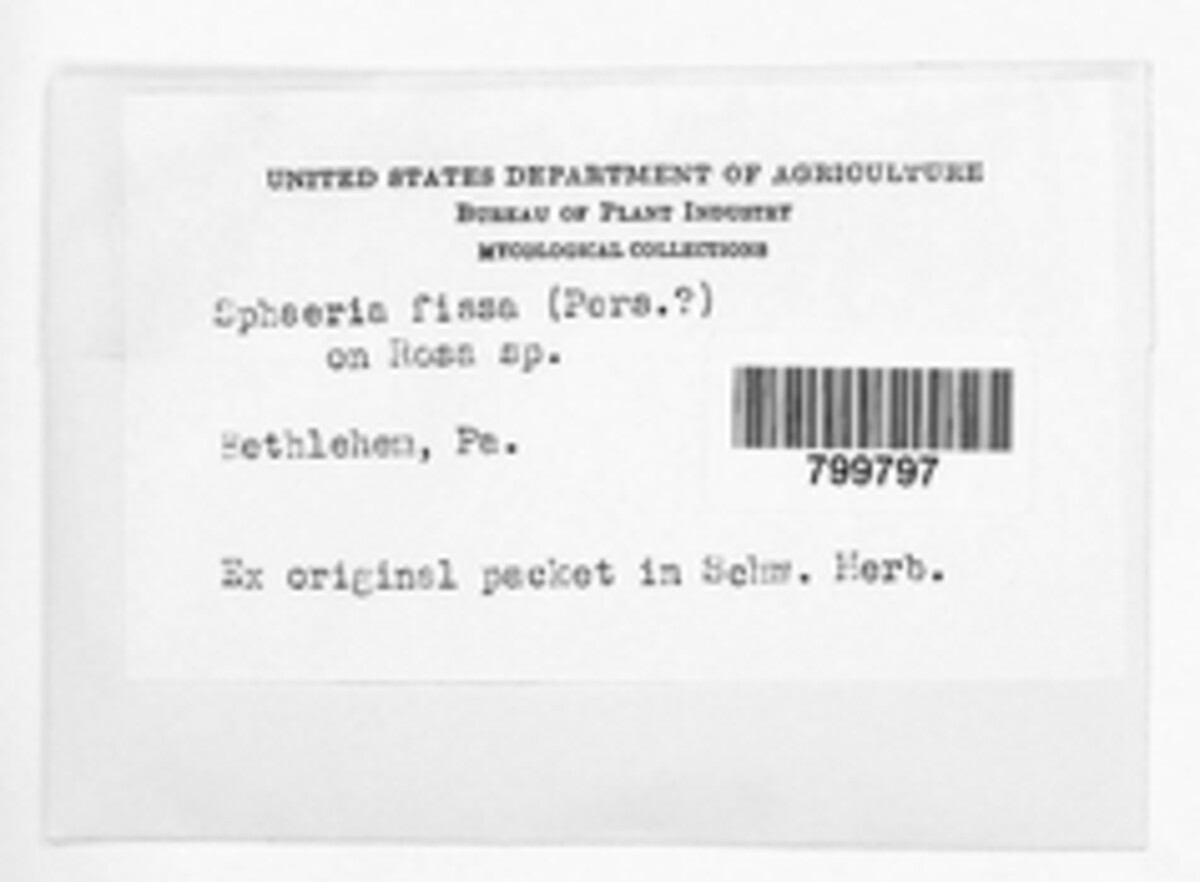 UNITED STATES DEPARTMENT OF AGRICULTURE
BUREAU OF PLANT INDUSTRY
MYCOLOGICAL COLLECTIONS
Sphaeria fissa (Pers.?)
on Rosa sp.
Bethlehem, Pa.
799797
Ex original packet in Schw. Herb.